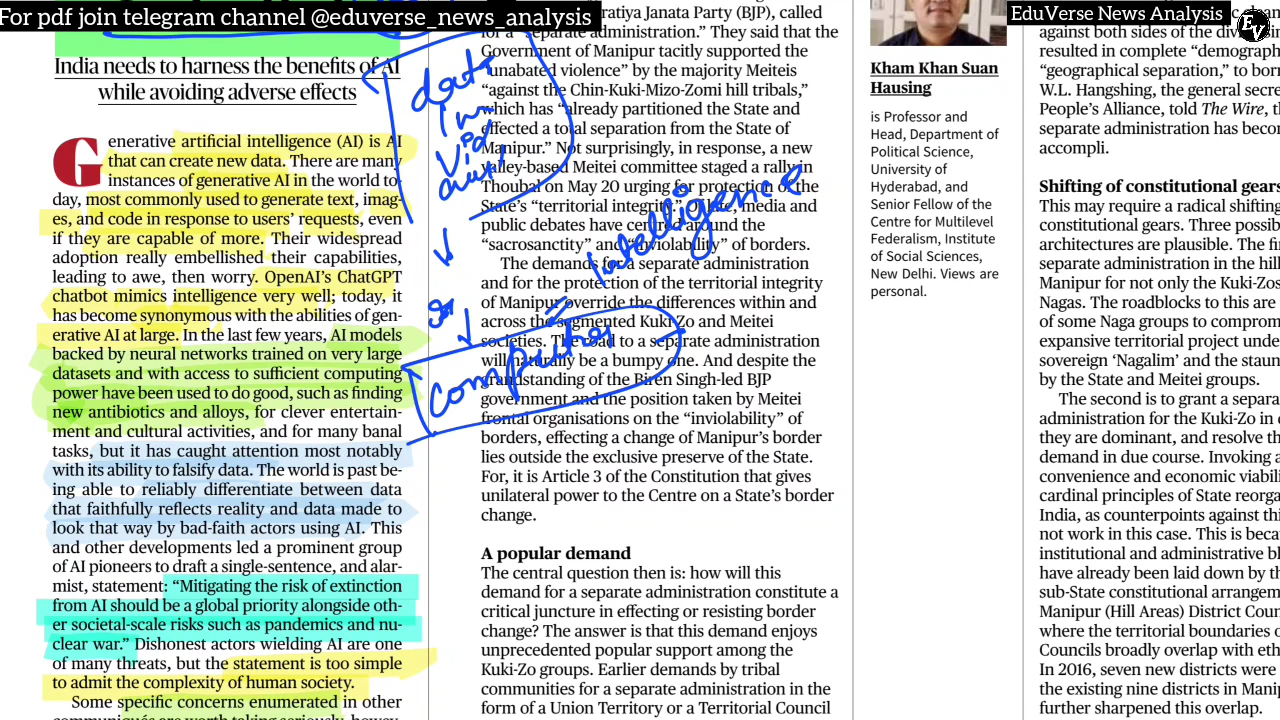 For pdf join telegram channel @eduverse_news_analysis
EduVerse News Analysis
India needs to harness the benefits of AI
while avoiding adverse effects
Generative artificial intelligence (AI) is AI
that can create new data. There are many
instances of generative AI in the world to-
day, most commonly used to generate text, imag-
es, and code in response to users' requests, even
if they are capable of more. Their widespread
adoption really embellished their capabilities,
leading to awe, then worry. OpenAI's ChatGPT
chatbot mimics intelligence very well; today, it
has become synonymous with the abilities of gen-
erative AI at large. In the last few years, AI models
backed by neural networks trained on very large
datasets and with access to sufficient computing
power have been used to do good, such as finding
new antibiotics and alloys, for clever entertain-
ment and cultural activities, and for many banal
tasks, but it has caught attention most notably
with its ability to falsify data. The world is past be-
ing able to reliably differentiate between data
that faithfully reflects reality and data made to
look that way by bad-faith actors using AI. This
and other developments led a prominent group
of AI pioneers to draft a single-sentence, and alar-
mist, statement: “Mitigating the risk of extinction
from AI should be a global priority alongside oth-
er societal-scale risks such as pandemics and nu-
clear war.” Dishonest actors wielding AI are one
of many threats, but the statement is too simple
to admit the complexity of human society.
Some specific concerns enumerated in other
data
intelligence
computer
ratiya Janata Party (BJP), called
for a “separate administration.” They said that the
Government of Manipur tacitly supported the
“unabated violence” by the majority Meiteis
“against the Chin-Kuki-Mizo-Zomi hill tribals,”
which has “already partitioned the State and
effected a total separation from the State of
Manipur.” Not surprisingly, in response, a new
valley-based Meitei committee staged a rally in
Thoubal on May 20 urging for protection of the
State's “territorial integrity.” Of late, media and
public debates have centred around the
“sacrosanctity” and “inviolability” of borders.
The demands for a separate administration
and for the protection of the territorial integrity
of Manipur override the differences within and
across the segmented Kuki-Zo and Meitei
societies. The road to a separate administration
will naturally be a bumpy one. And despite the
grandstanding of the Biren Singh-led BJP
government and the position taken by Meitei
frontal organisations on the “inviolability” of
borders, effecting a change of Manipur's border
lies outside the exclusive preserve of the State.
For, it is Article 3 of the Constitution that gives
unilateral power to the Centre on a State's border
change.
A popular demand
The central question then is: how will this
demand for a separate administration constitute a
critical juncture in effecting or resisting border
change? The answer is that this demand enjoys
unprecedented popular support among the
Kuki-Zo groups. Earlier demands by tribal
communities for a separate administration in the
form of a Union Territory or a Territorial Council
Kham Khan Suan
Hausing
is Professor and
Head, Department of
Political Science,
University of
Hyderabad, and
Senior Fellow of the
Centre for Multilevel
Federalism, Institute
of Social Sciences,
New Delhi. Views are
personal.
against both sides of the
resulted in complete
“geographical separation,” to
W.L. Hangshing, the general
People's Alliance, told The Wire,
separate administration has
accompli.
Shifting of constitutional gears
This may require a radical shifting
constitutional gears. Three
architectures are plausible. The
separate administration in the
Manipur for not only the
Nagas. The roadblocks to this are
of some Naga groups to
expansive territorial project
sovereign ‘Nagalim’ and the
by the State and Meitei groups.
The second is to grant a
administration for the Kuki-Zo in
they are dominant, and resolve
demand in due course. Invoking
convenience and economic
cardinal principles of State
India, as counterpoints against
not work in this case. This is
institutional and administrative
have already been laid down by
sub-State constitutional
Manipur (Hill Areas) District
where the territorial boundaries
Councils broadly overlap with
In 2016, seven new districts were
the existing nine districts in
further sharpened this overlap.